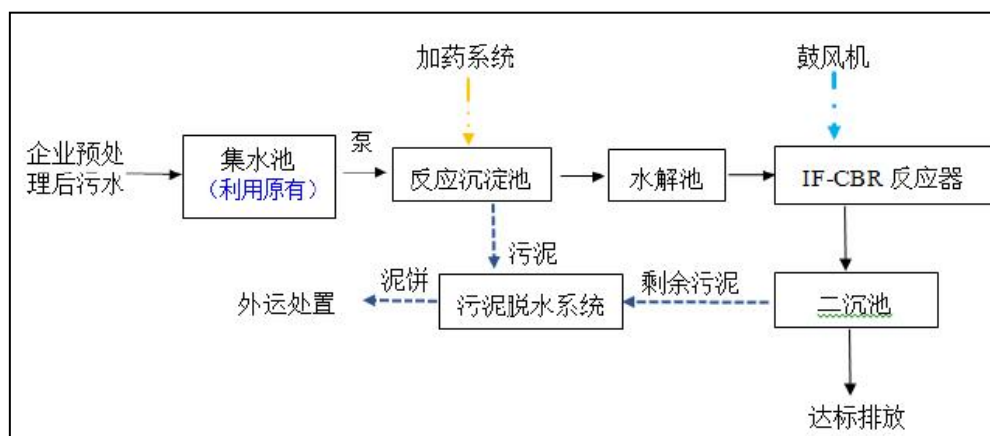 加药系统
鼓风机
企业预处
理后污水
集水池
（利用原有）
泵
反应沉淀池
水解池
IF-CBR 反应器
污泥
外运处置
泥饼
污泥脱水系统
剩余污泥
二沉池
达标排放